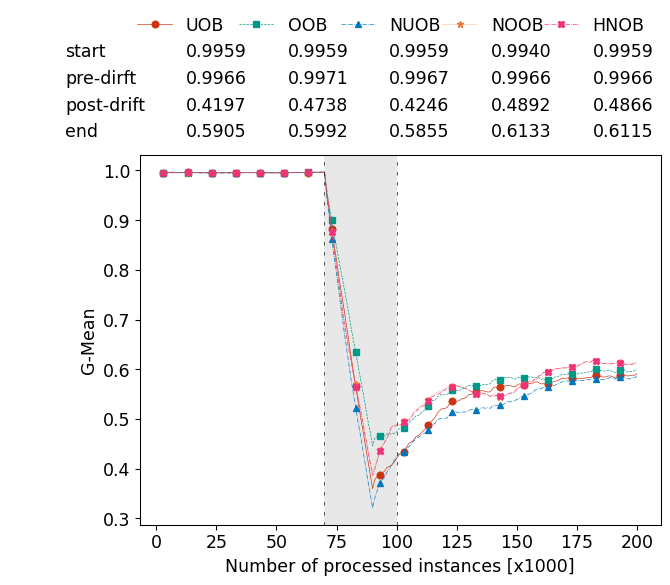 UOB OOB NUOB NOOB HNOB
start 0.9959 0.9959 0.9959 0.9940 0.9959
pre-dirft 0.9966 0.9971 0.9967 0.9966 0.9966
post-drift 0.4197 0.4738 0.4246 0.4892 0.4866
end 0.5905 0.5992 0.5855 0.6133 0.6115
1.0
0.9
0.8
0.7
0.6
0.5
0.4
0.3
G-Mean
0 25 50 75 100 125 150 175 200
Number of processed instances [x1000]